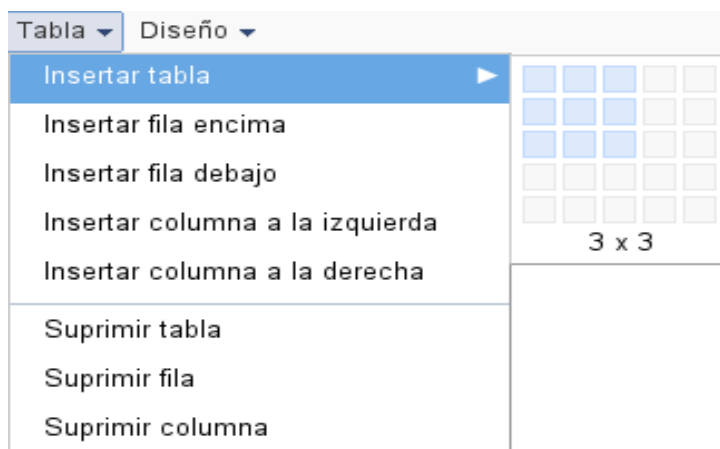 Tabla Diseño
Insertar tabla
Insertar fila encima
Insertar fila debajo
Insertar columna a la izquierda
Insertar columna a la derecha
3 x 3
Suprimir tabla
Suprimir fila
Suprimir columna